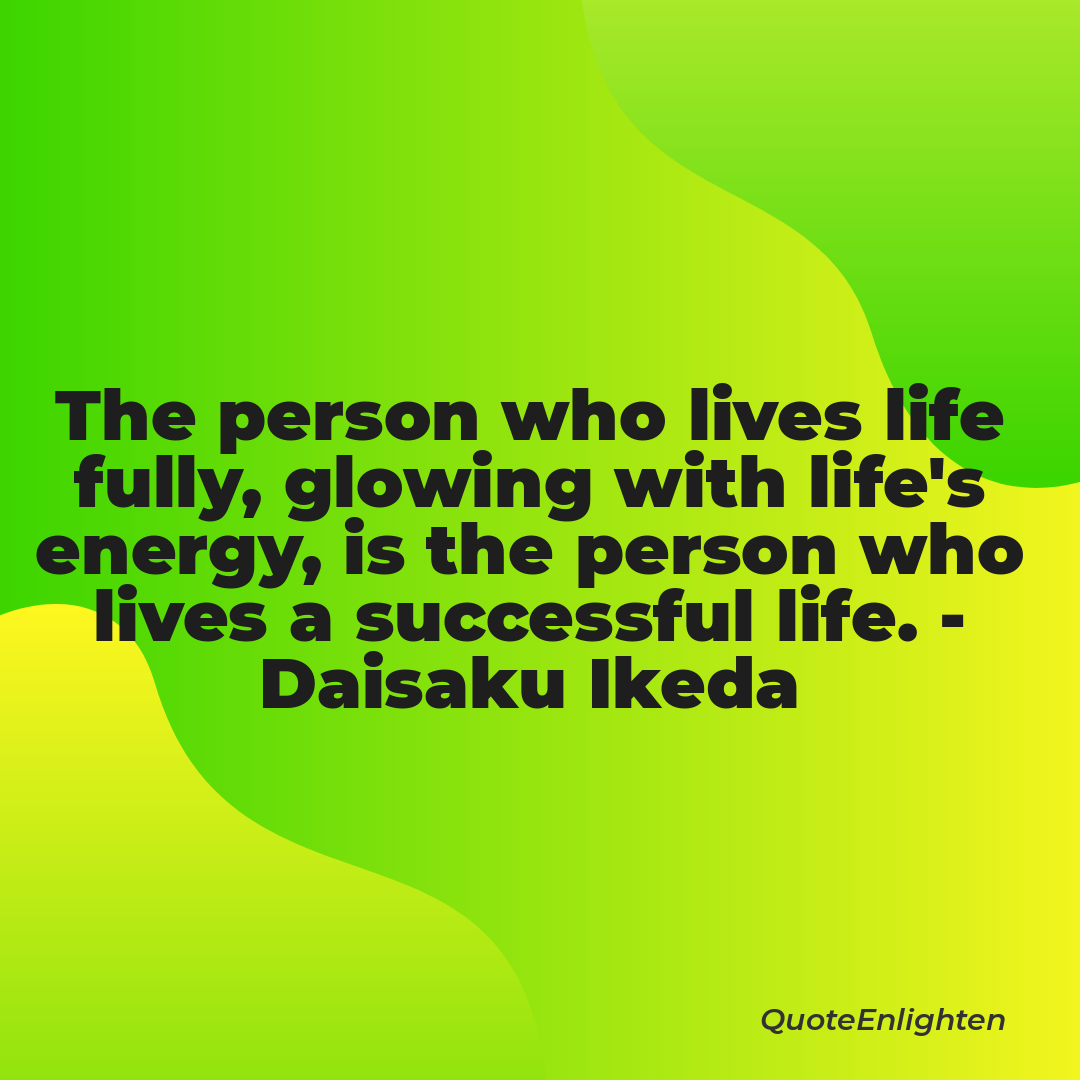 The person who lives life
fully, glowing with life's
energy, is the person who
lives a successful life. -
Daisaku Ikeda
QuoteEnlighten